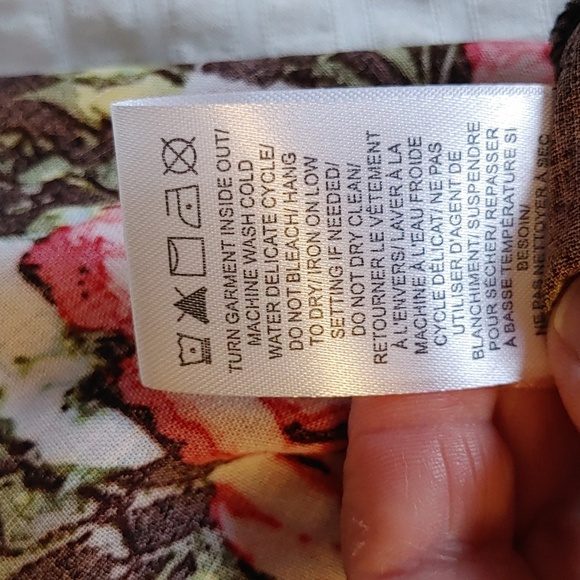 TURN GARMENT INSIDE OUT/
MACHINE WASH COLD
WATER DELICATE CYCLE/
DO NOT BLEACH/ HANG
TO DRY/ IRON ON LOW
SETTING IF NEEDED/
DO NOT DRY CLEAN/
RETOURNER LE VÊTEMENT
À L'ENVERS/ LAVER À LA
MACHINE À L'EAU FROIDE
CYCLE DÉLICAT/ NE PAS
UTILISER D'AGENT DE
BLANCHIMENT/ SUSPENDRE
POUR SÉCHER/REPASSER
À BASSE TEMPÉRATURE SI
BESOIN/
NE PAS NETTOYER À SEC